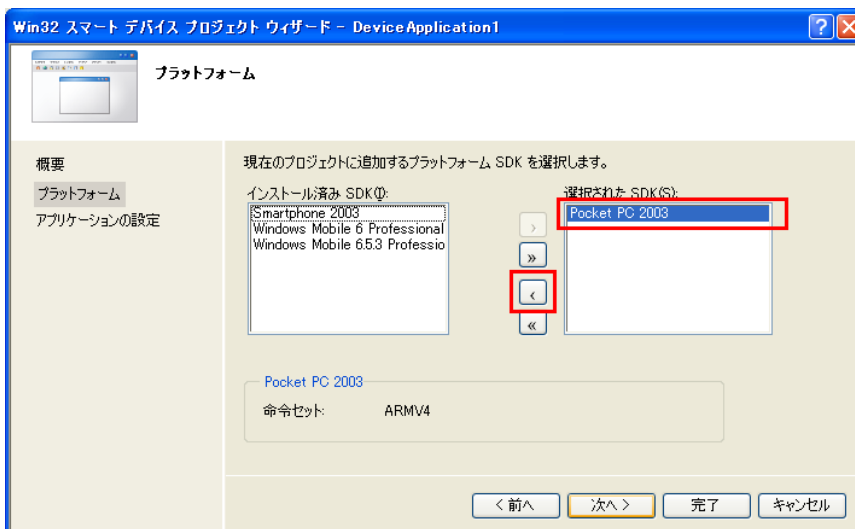 Win32 スマート デバイス プロジェクト ウィザード - DeviceApplication1
プラットフォーム
概要
プラットフォーム
アプリケーションの設定
現在のプロジェクトに追加するプラットフォーム SDK を選択します。
インストール済み SDK(I):
Smartphone 2003
Windows Mobile 6 Professional
Windows Mobile 6.5.3 Professio
›
»
‹
«
選択された SDK(S):
Pocket PC 2003
Pocket PC 2003
命令セット: ARMV4
< 前へ
次へ >
完了
キャンセル